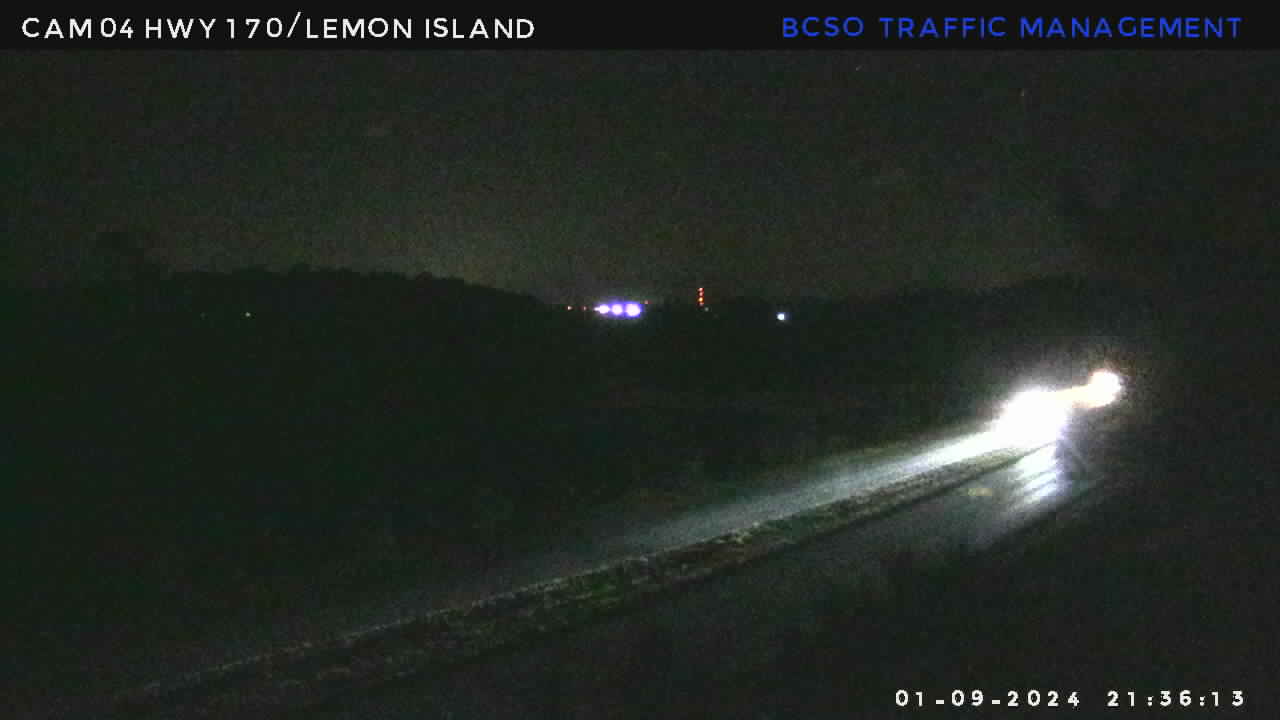 CAM04 HWY 170/LEMON ISLAND
BCSO TRAFFIC MANAGEMENT
01-09-2024 21:36:13